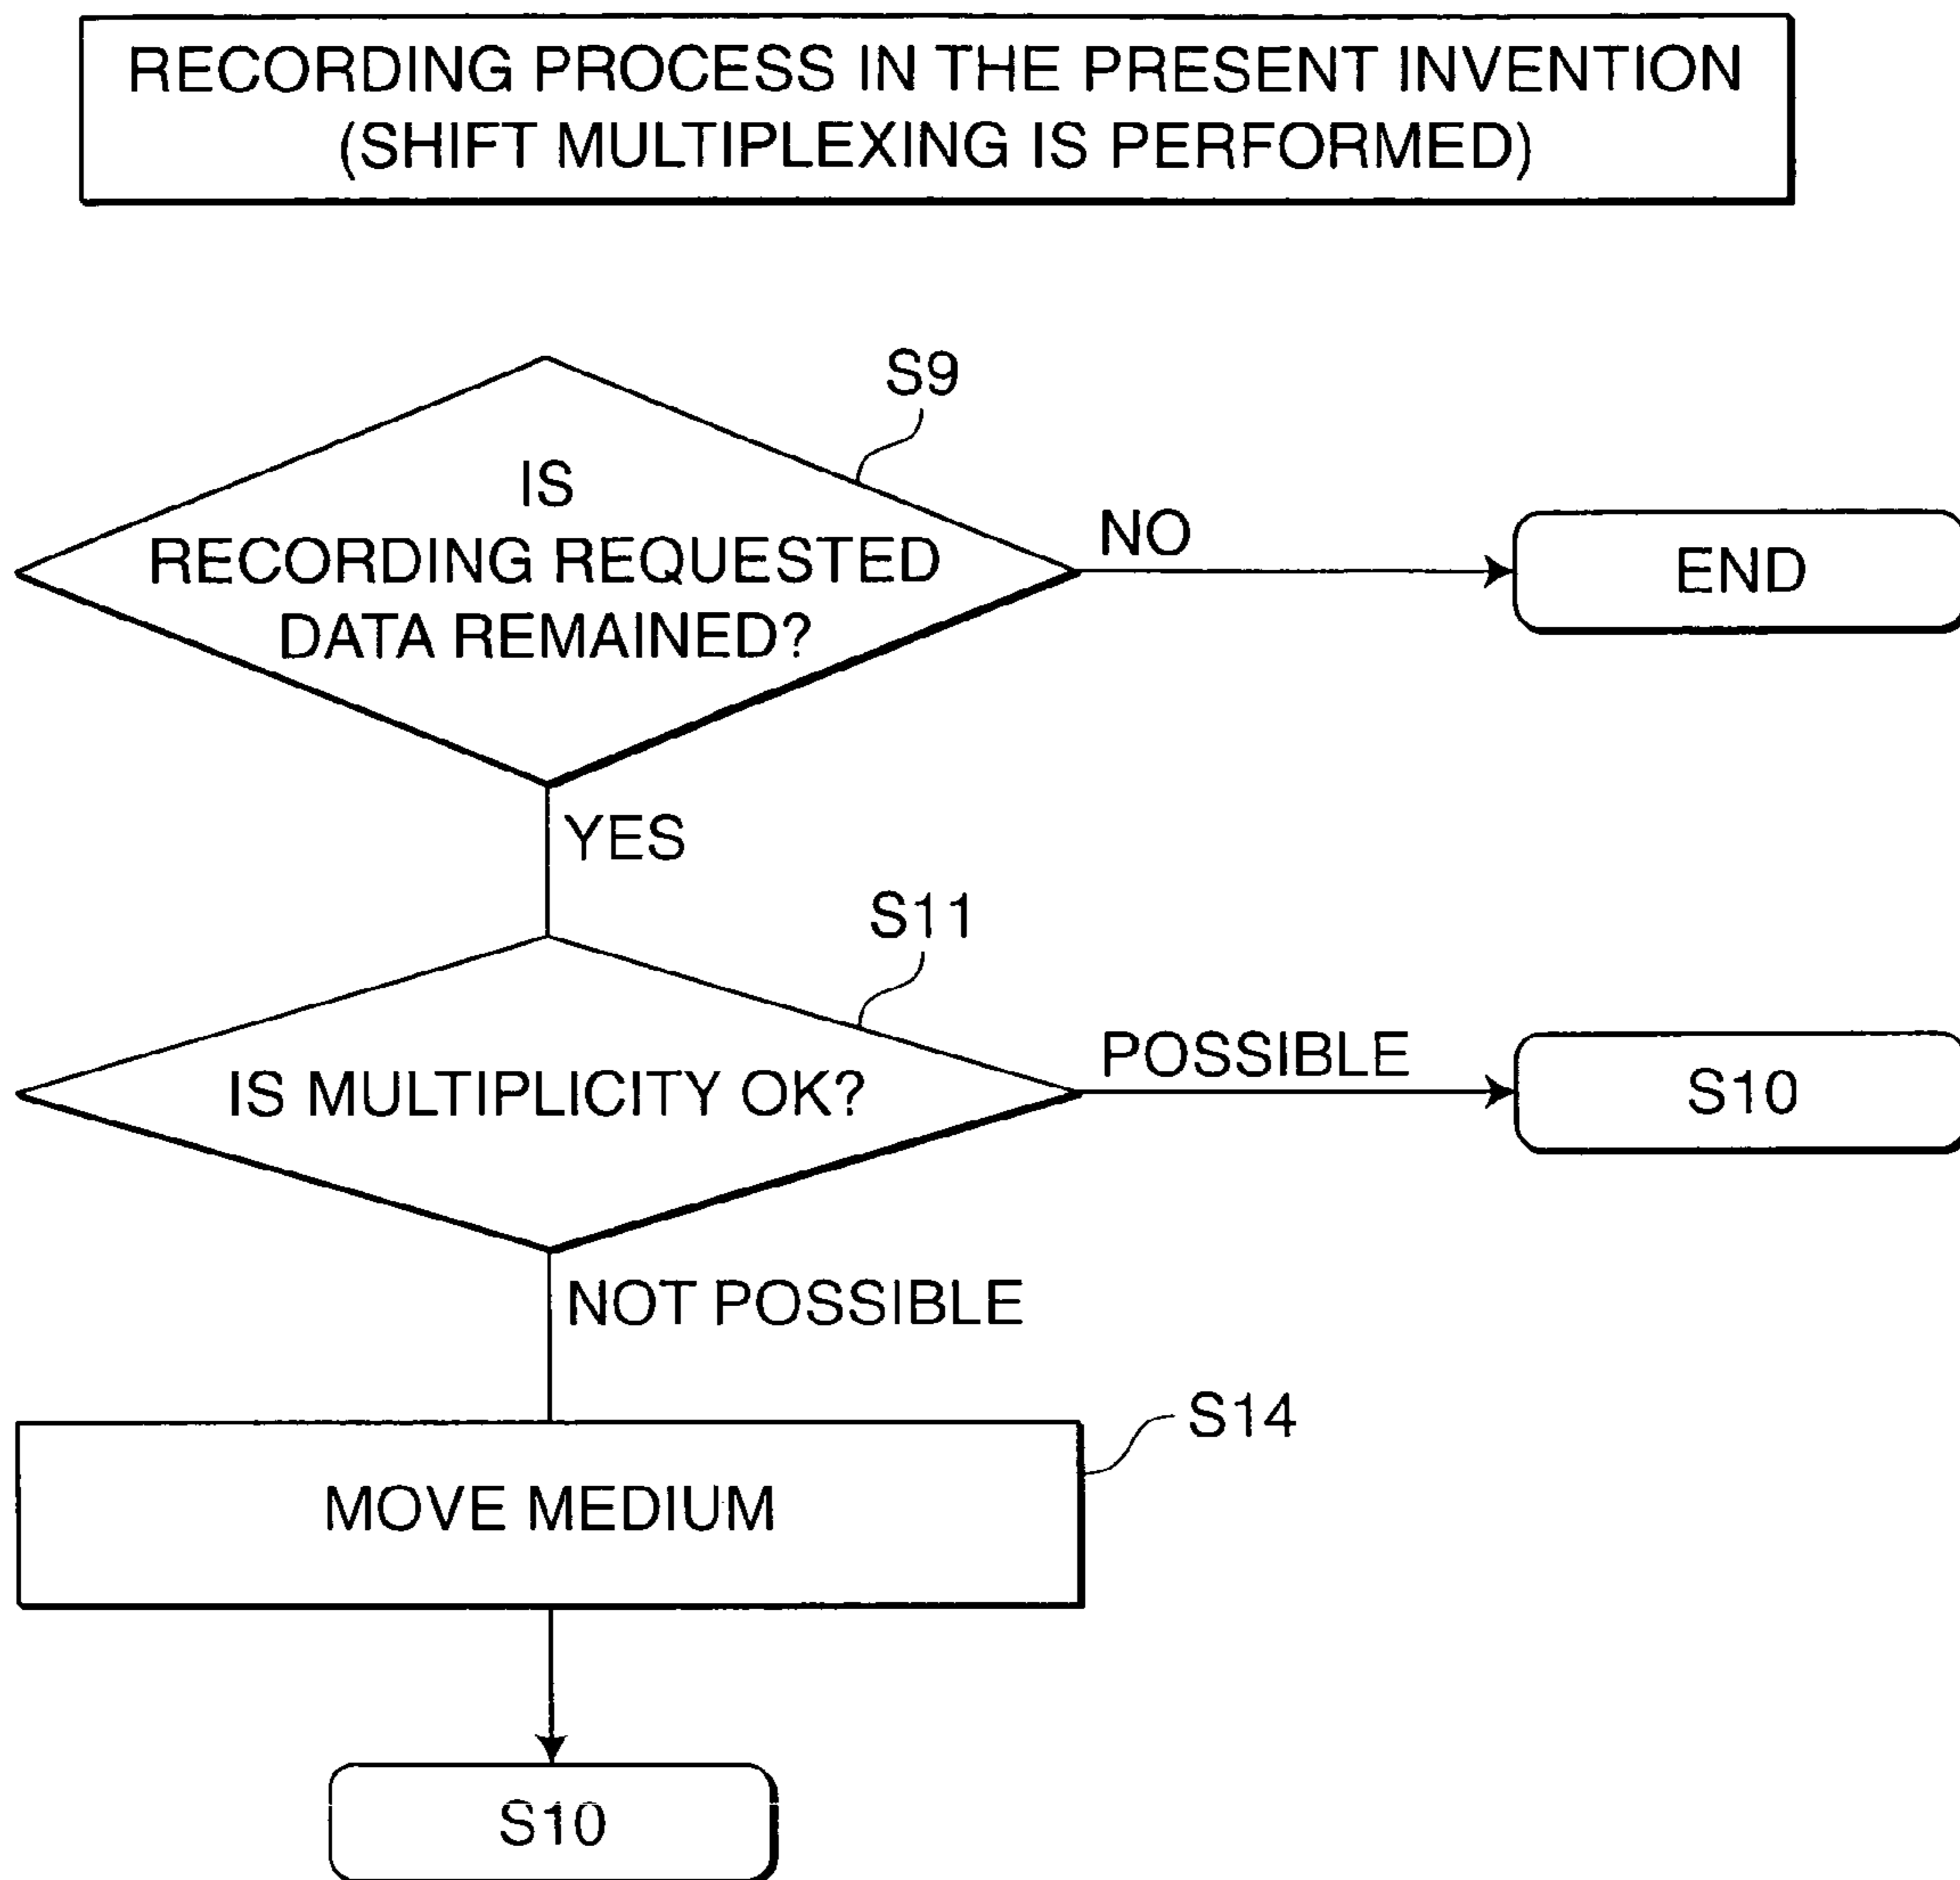 RECORDING PROCESS IN THE PRESENT INVENTION
(SHIFT MULTIPLEXING IS PERFORMED)
S9
IS
RECORDING REQUESTED
DATA REMAINED?
NO
END
YES
S11
IS MULTIPLICITY OK?
POSSIBLE
S10
NOT POSSIBLE
S14
MOVE MEDIUM
S10